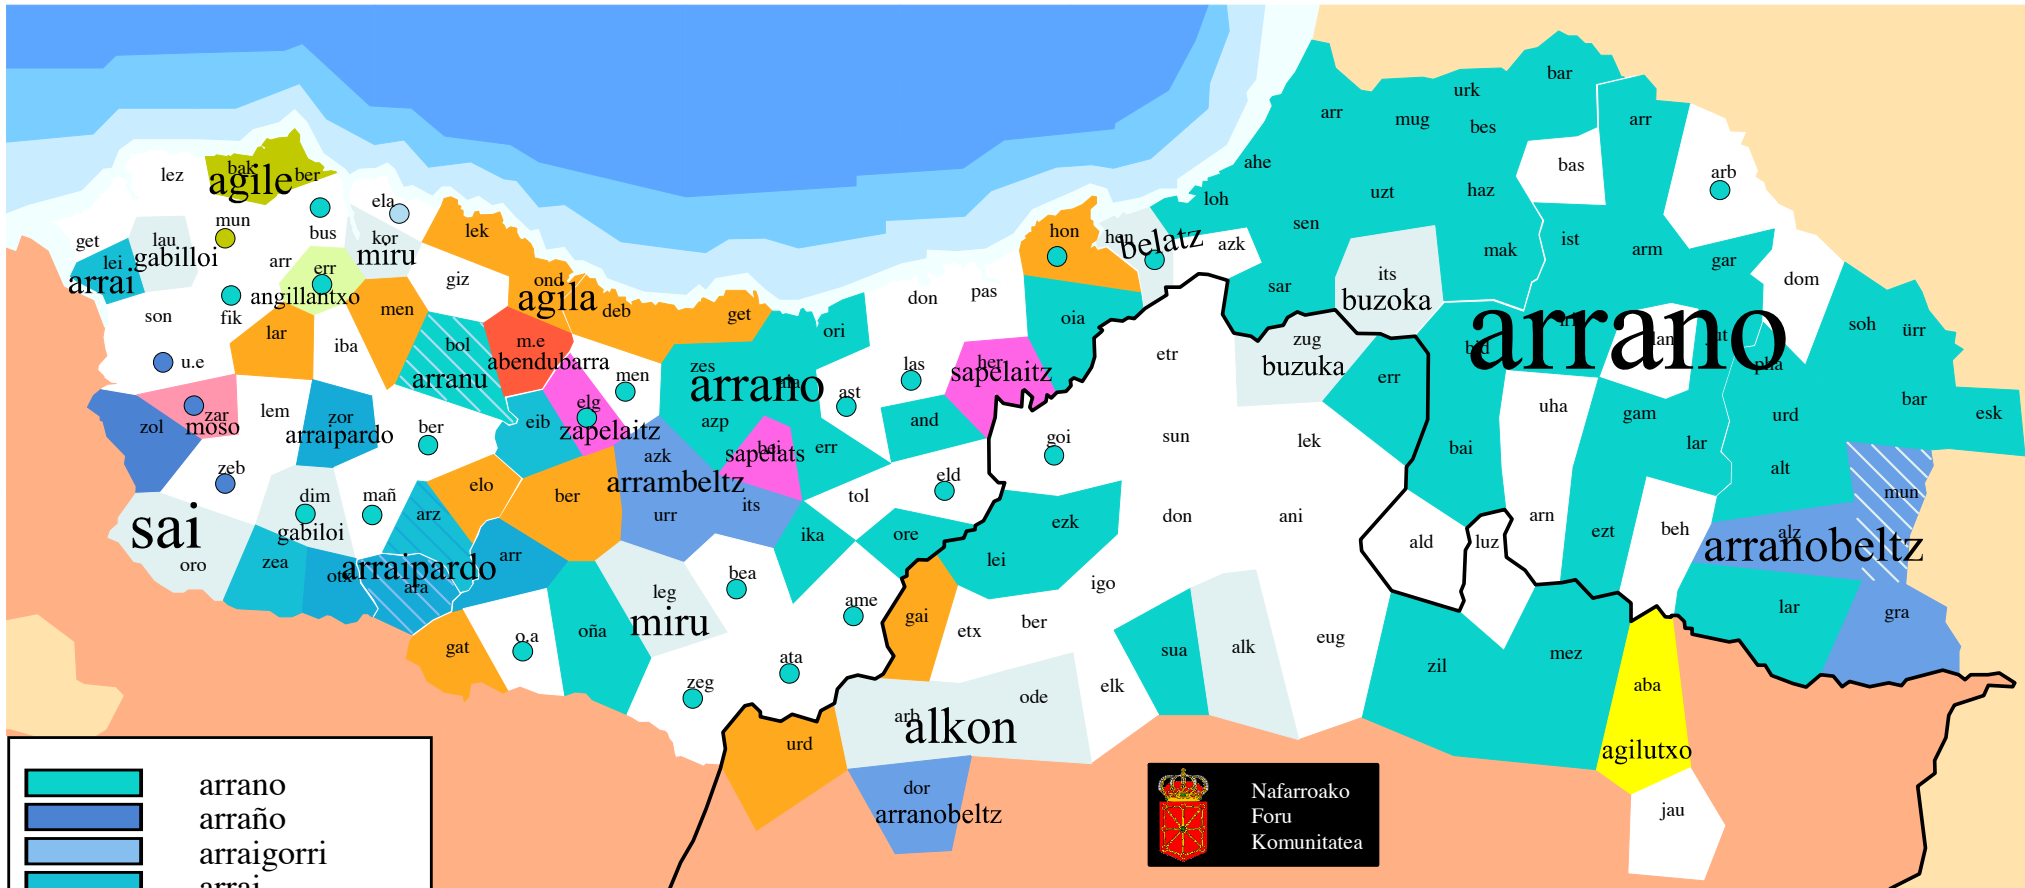 bar
urk
arr
mug
bes
arr
ahe
bas
arb
lez
bak
agile
ber
loh
uzt
haz
ela
mun
bus
sen
get
lau
gabilloi
kor
miru
lek
hon
hen
belatz
azk
mak
ist
arm
gar
lei
arrai
arr
err
angillantxo
giz
ond
agila
don
pas
sar
its
buzoka
dom
son
fik
men
deb
get
oia
arrano
soh
ürr
lar
iba
bol
arranu
m.e
abendubarra
ori
etr
zug
buzuka
pha
u.e
zes
arrano
las
her
sapelaitz
err
men
elg
zapelaitz
ast
uha
gam
urd
bar
esk
zar
moso
lem
zor
arraipardo
ber
eib
azp
and
zol
goi
sun
lek
bai
lar
zeb
azk
arrambeltz
bei
sapelats
err
alt
dim
gabiloi
mañ
elo
ber
tol
eld
mun
sai
arz
urr
its
ezk
don
ani
arn
ezt
beh
alz
arranobeltz
oro
zea
arr
ika
ore
lei
ald
luz
arraipardo
ara
leg
miru
bea
igo
lar
gra
gat
o.a
oña
ame
gai
etx
ber
eug
ata
sua
alk
zil
mez
zeg
ode
elk
aba
urd
arb
alkon
agilutxo
dor
arranobeltz
jau
Nafarroako
Foru
Komunitatea
arrano
arraño
arraigorri
arrai